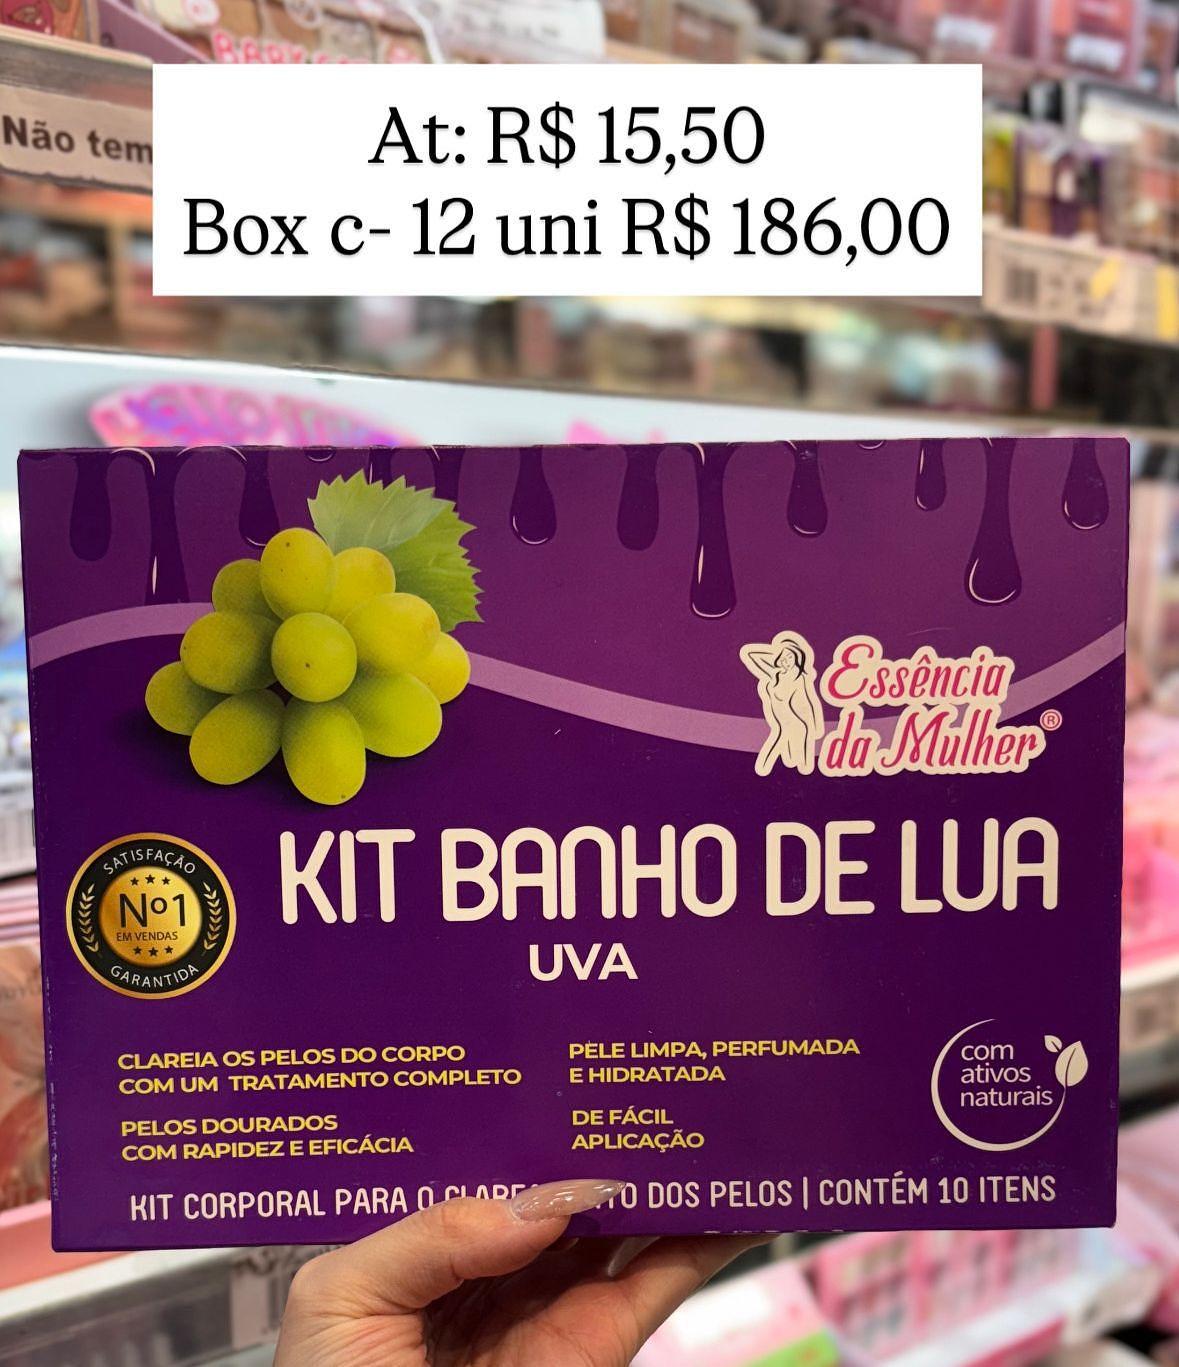 Não tem
At: R$ 15,50
Box c- 12 uni R$ 186,00
Essência
da Mulher®
SATISFAÇÃO
Nº1
EM VENDAS
GARANTIDA
KIT BANHO DE LUA
UVA
CLAREIA OS PELOS DO CORPO
COM UM TRATAMENTO COMPLETO
PELOS DOURADOS
COM RAPIDEZ E EFICÁCIA
PELE LIMPA, PERFUMADA
E HIDRATADA
DE FÁCIL
APLICAÇÃO
com
ativos
naturais
KIT CORPORAL PARA O DOS PELOS | CONTÉM 10 ITENS